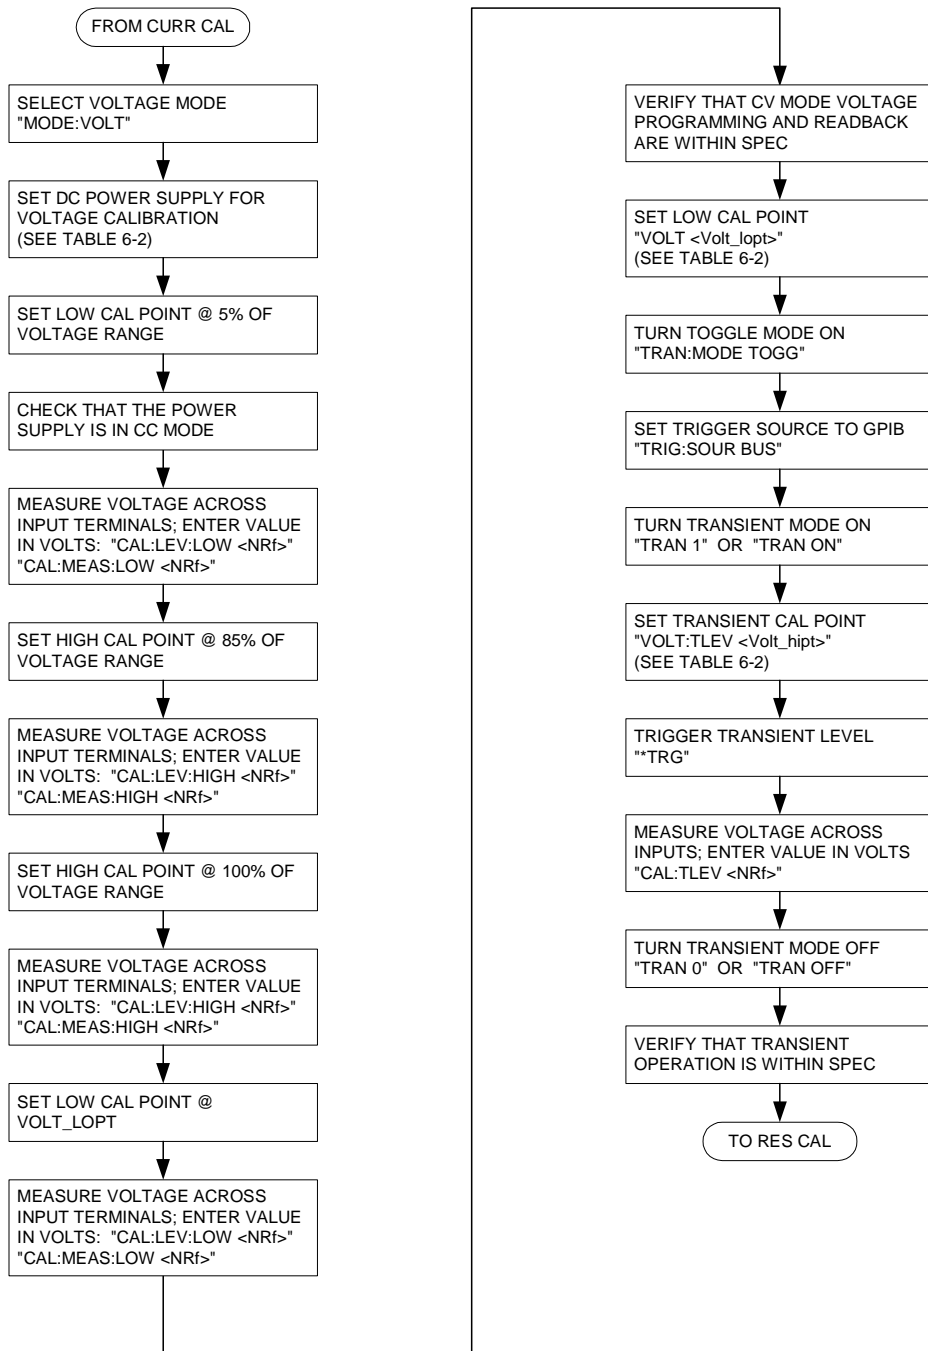 FROM CURR CAL
SELECT VOLTAGE MODE
"MODE:VOLT"
SET DC POWER SUPPLY FOR
VOLTAGE CALIBRATION
(SEE TABLE 6-2)
SET LOW CAL POINT @ 5% OF
VOLTAGE RANGE
CHECK THAT THE POWER
SUPPLY IS IN CC MODE
MEASURE VOLTAGE ACROSS
INPUT TERMINALS; ENTER VALUE
IN VOLTS:  "CAL:LEV:LOW <NRf>"
"CAL:MEAS:LOW <NRf>"
SET HIGH CAL POINT @ 85% OF
VOLTAGE RANGE
MEASURE VOLTAGE ACROSS
INPUT TERMINALS; ENTER VALUE
IN VOLTS:  "CAL:LEV:HIGH <NRf>"
"CAL:MEAS:HIGH <NRf>"
SET HIGH CAL POINT @ 100% OF
VOLTAGE RANGE
MEASURE VOLTAGE ACROSS
INPUT TERMINALS; ENTER VALUE
IN VOLTS:  "CAL:LEV:HIGH <NRf>"
"CAL:MEAS:HIGH <NRf>"
SET LOW CAL POINT @
VOLT_LOPT
MEASURE VOLTAGE ACROSS
INPUT TERMINALS; ENTER VALUE
IN VOLTS:  "CAL:LEV:LOW <NRf>"
"CAL:MEAS:LOW <NRf>"
VERIFY THAT CV MODE VOLTAGE
PROGRAMMING AND READBACK
ARE WITHIN SPEC
SET LOW CAL POINT
"VOLT <Volt_lopt>"
(SEE TABLE 6-2)
TURN TOGGLE MODE ON
"TRAN:MODE TOGG"
SET TRIGGER SOURCE TO GPIB
"TRIG:SOUR BUS"
TURN TRANSIENT MODE ON
"TRAN 1"  OR  "TRAN ON"
SET TRANSIENT CAL POINT
"VOLT:TLEV <Volt_hipt>"
(SEE TABLE 6-2)
TRIGGER TRANSIENT LEVEL
"*TRG"
MEASURE VOLTAGE ACROSS
INPUTS; ENTER VALUE IN VOLTS
"CAL:TLEV <NRf>"
TURN TRANSIENT MODE OFF
"TRAN 0"  OR  "TRAN OFF"
VERIFY THAT TRANSIENT
OPERATION IS WITHIN SPEC
TO RES CAL